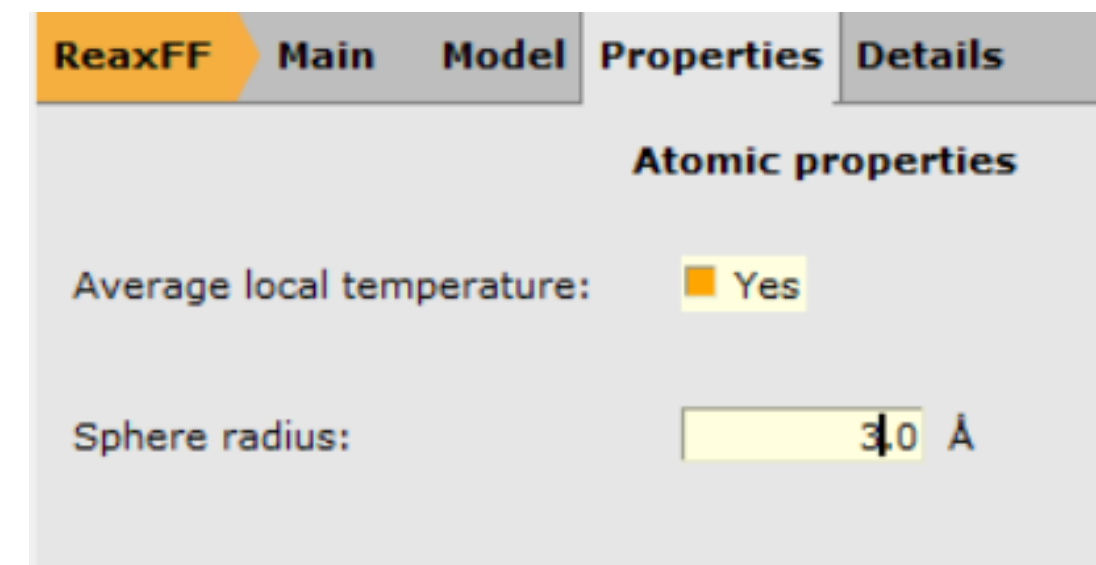 ReaxFF Main Model Properties Details
Atomic properties
Average local temperature: Yes
Sphere radius: 3.0 Å